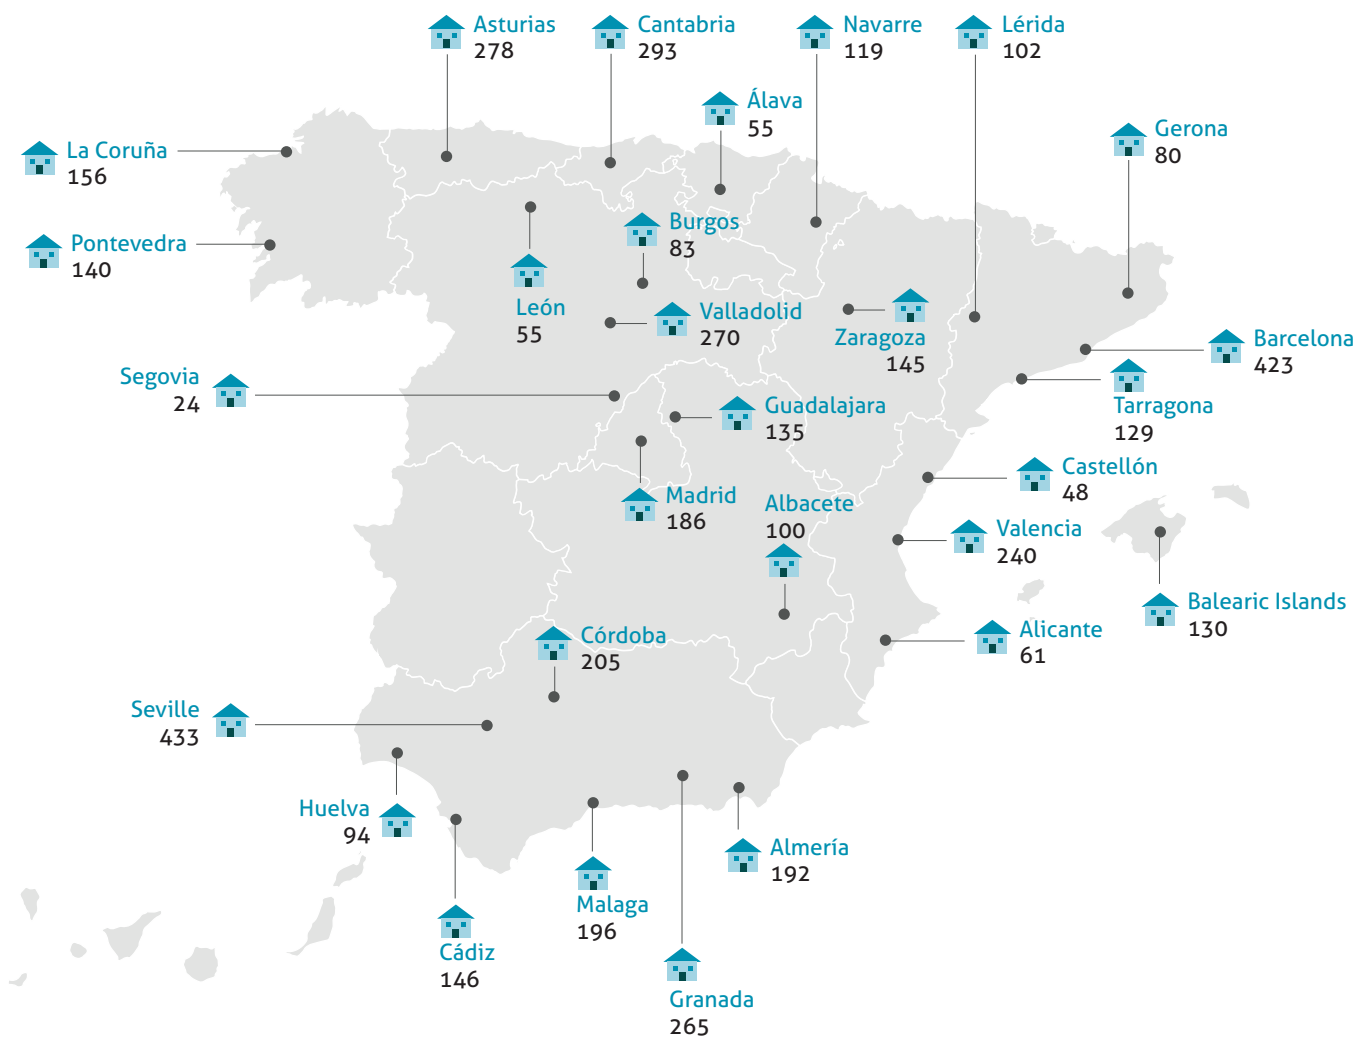 Asturias
278
Cantabria
293
Navarre
119
Lérida
102
Álava
55
Gerona
80
La Coruña
156
Pontevedra
140
Burgos
83
León
55
Valladolid
270
Zaragoza
145
Barcelona
423
Segovia
24
Guadalajara
135
Tarragona
129
Madrid
186
Albacete
100
Castellón
48
Valencia
240
Balearic Islands
130
Alicante
61
Córdoba
205
Seville
433
Huelva
94
Almería
192
Malaga
196
Cádiz
146
Granada
265